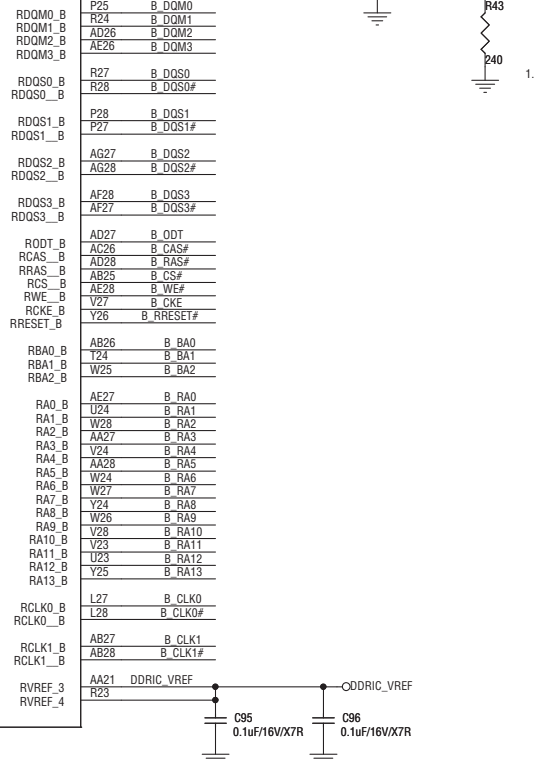 RDQM0_B P25 B_DQM0
RDQM1_B R24 B_DQM1
RDQM2_B AD26 B_DQM2
RDQM3_B AE26 B_DQM3
RDQS0_B R27 B_DQS0
RDQS0__B R28 B_DQS0#
RDQS1_B P28 B_DQS1
RDQS1__B P27 B_DQS1#
RDQS2_B AG27 B_DQS2
RDQS2__B AG28 B_DQS2#
RDQS3_B AF28 B_DQS3
RDQS3__B AF27 B_DQS3#
RODT_B AD27 B_ODT
RCAS__B AC26 B_CAS#
RRAS__B AD28 B_RAS#
RCS__B AB25 B_CS#
RWE__B AE28 B_WE#
RCKE_B V27 B_CKE
RRESET_B Y26 B_RRESET#
RBA0_B AB26 B_BA0
RBA1_B T24 B_BA1
RBA2_B W25 B_BA2
RA0_B AE27 B_RA0
RA1_B U24 B_RA1
RA2_B W28 B_RA2
RA3_B AA27 B_RA3
RA4_B V24 B_RA4
RA5_B AA28 B_RA5
RA6_B W24 B_RA6
RA7_B W27 B_RA7
RA8_B Y24 B_RA8
RA9_B W26 B_RA9
RA10_B V28 B_RA10
RA11_B V23 B_RA11
RA12_B U23 B_RA12
RA13_B Y25 B_RA13
RCLK0_B L27 B_CLK0
RCLK0__B L28 B_CLK0#
RCLK1_B AB27 B_CLK1
RCLK1__B AB28 B_CLK1#
RVREF_3 AA21 DDRIC_VREF
RVREF_4 R23
DDRIC_VREF
C95
0.1uF/16V/X7R
C96
0.1uF/16V/X7R
R43
240
1.